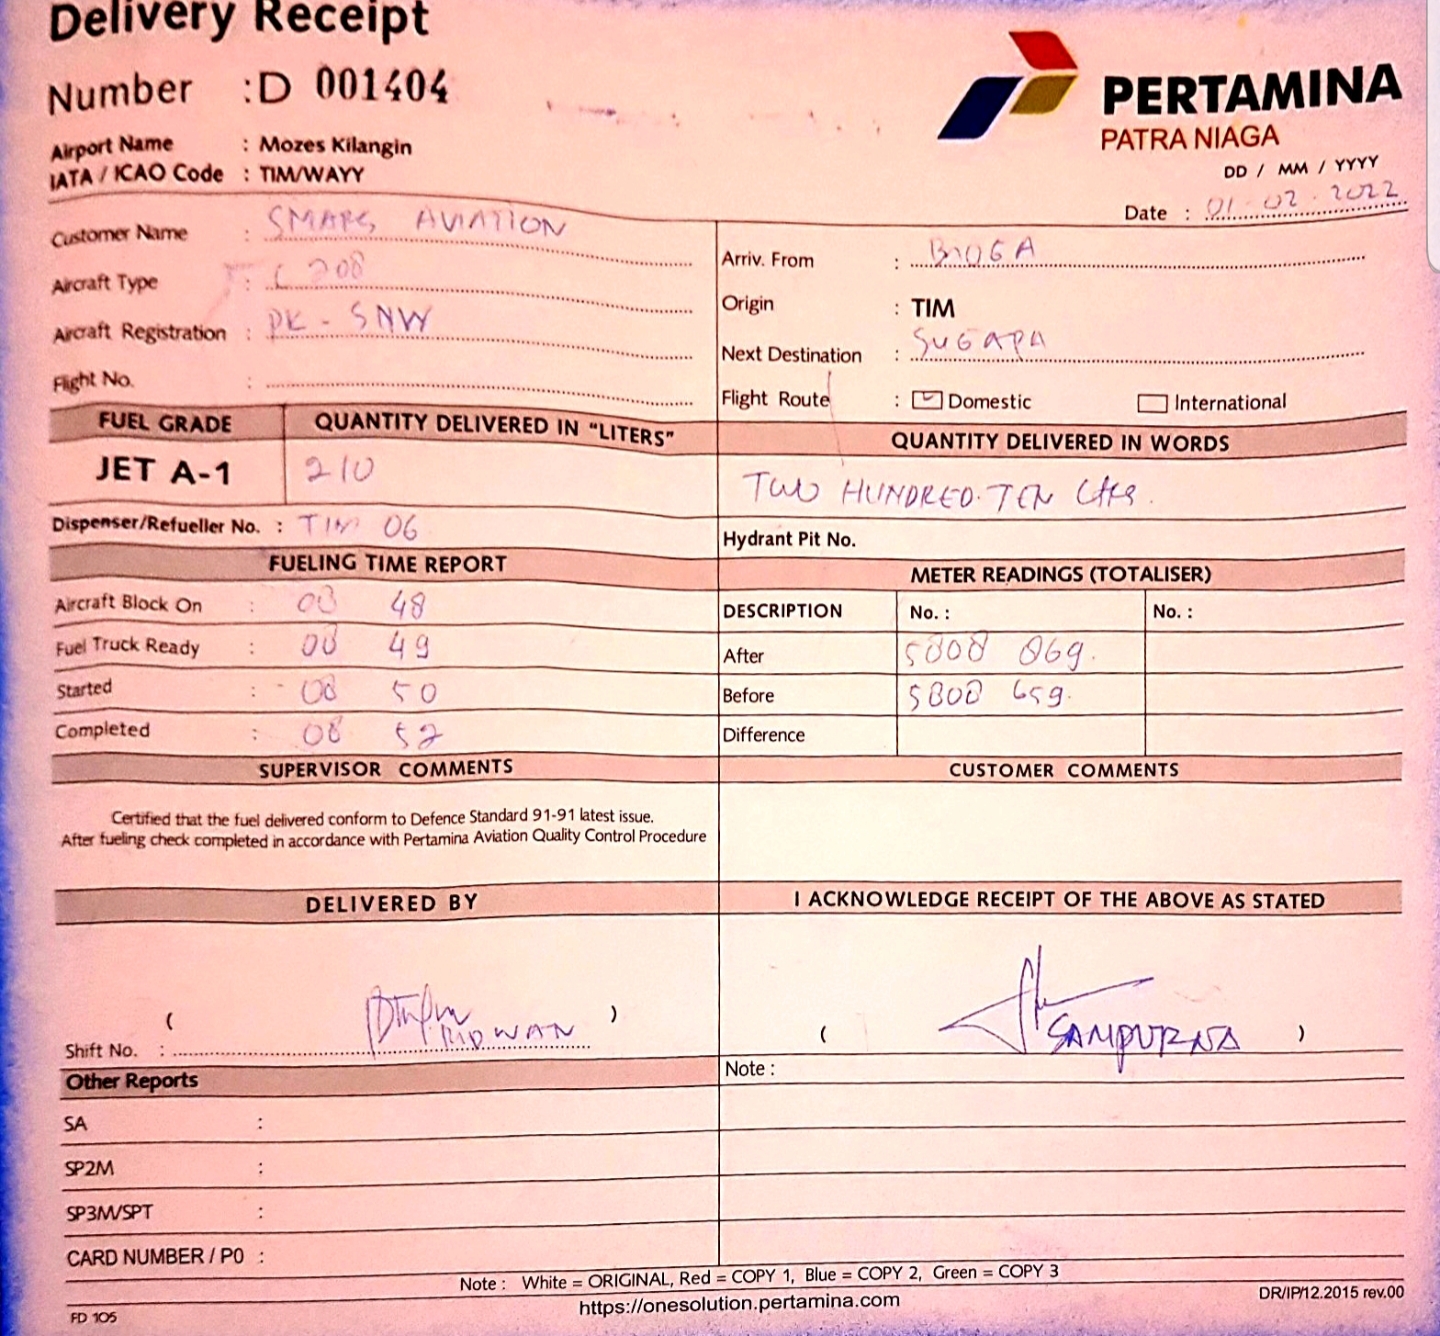 Delivery Receipt
Number : D 001404
PERTAMINA
PATRA NIAGA
Airport Name : Mozes Kilangin
IATA / ICAO Code : TIM/WAYY
DD / MM / YYYY
Date : 01 · 02 · 2022
Customer Name : SMART AVIATION
Aircraft Type : C 208
Aircraft Registration : PK - SNW
Flight No. :
Arriv. From : BIOGA
Origin : TIM
Next Destination : SUGAPA
Flight Route : Domestic International
FUEL GRADE QUANTITY DELIVERED IN "LITERS" QUANTITY DELIVERED IN WORDS
JET A-1 210 TWO HUNDRED TEN
Dispenser/Refueller No. : TIM 06
Hydrant Pit No.
FUELING TIME REPORT
Aircraft Block On : 08 48
Fuel Truck Ready : 08 49
Started : 08 50
Completed : 08 52
METER READINGS (TOTALISER)
DESCRIPTION No. : No. :
After 5808 869.
Before 5808 659.
Difference
SUPERVISOR COMMENTS CUSTOMER COMMENTS
Certified that the fuel delivered conform to Defence Standard 91-91 latest issue.
After fueling check completed in accordance with Pertamina Aviation Quality Control Procedure
DELIVERED BY I ACKNOWLEDGE RECEIPT OF THE ABOVE AS STATED
( RIDWAN ) ( SAMPURNA )
Shift No. :
Other Reports
Note :
SA :
SP2M :
SP3M/SPT :
CARD NUMBER / PO :
Note : White = ORIGINAL, Red = COPY 1, Blue = COPY 2, Green = COPY 3
https://onesolution.pertamina.com
FD 105
DR/IP/12.2015 rev.00